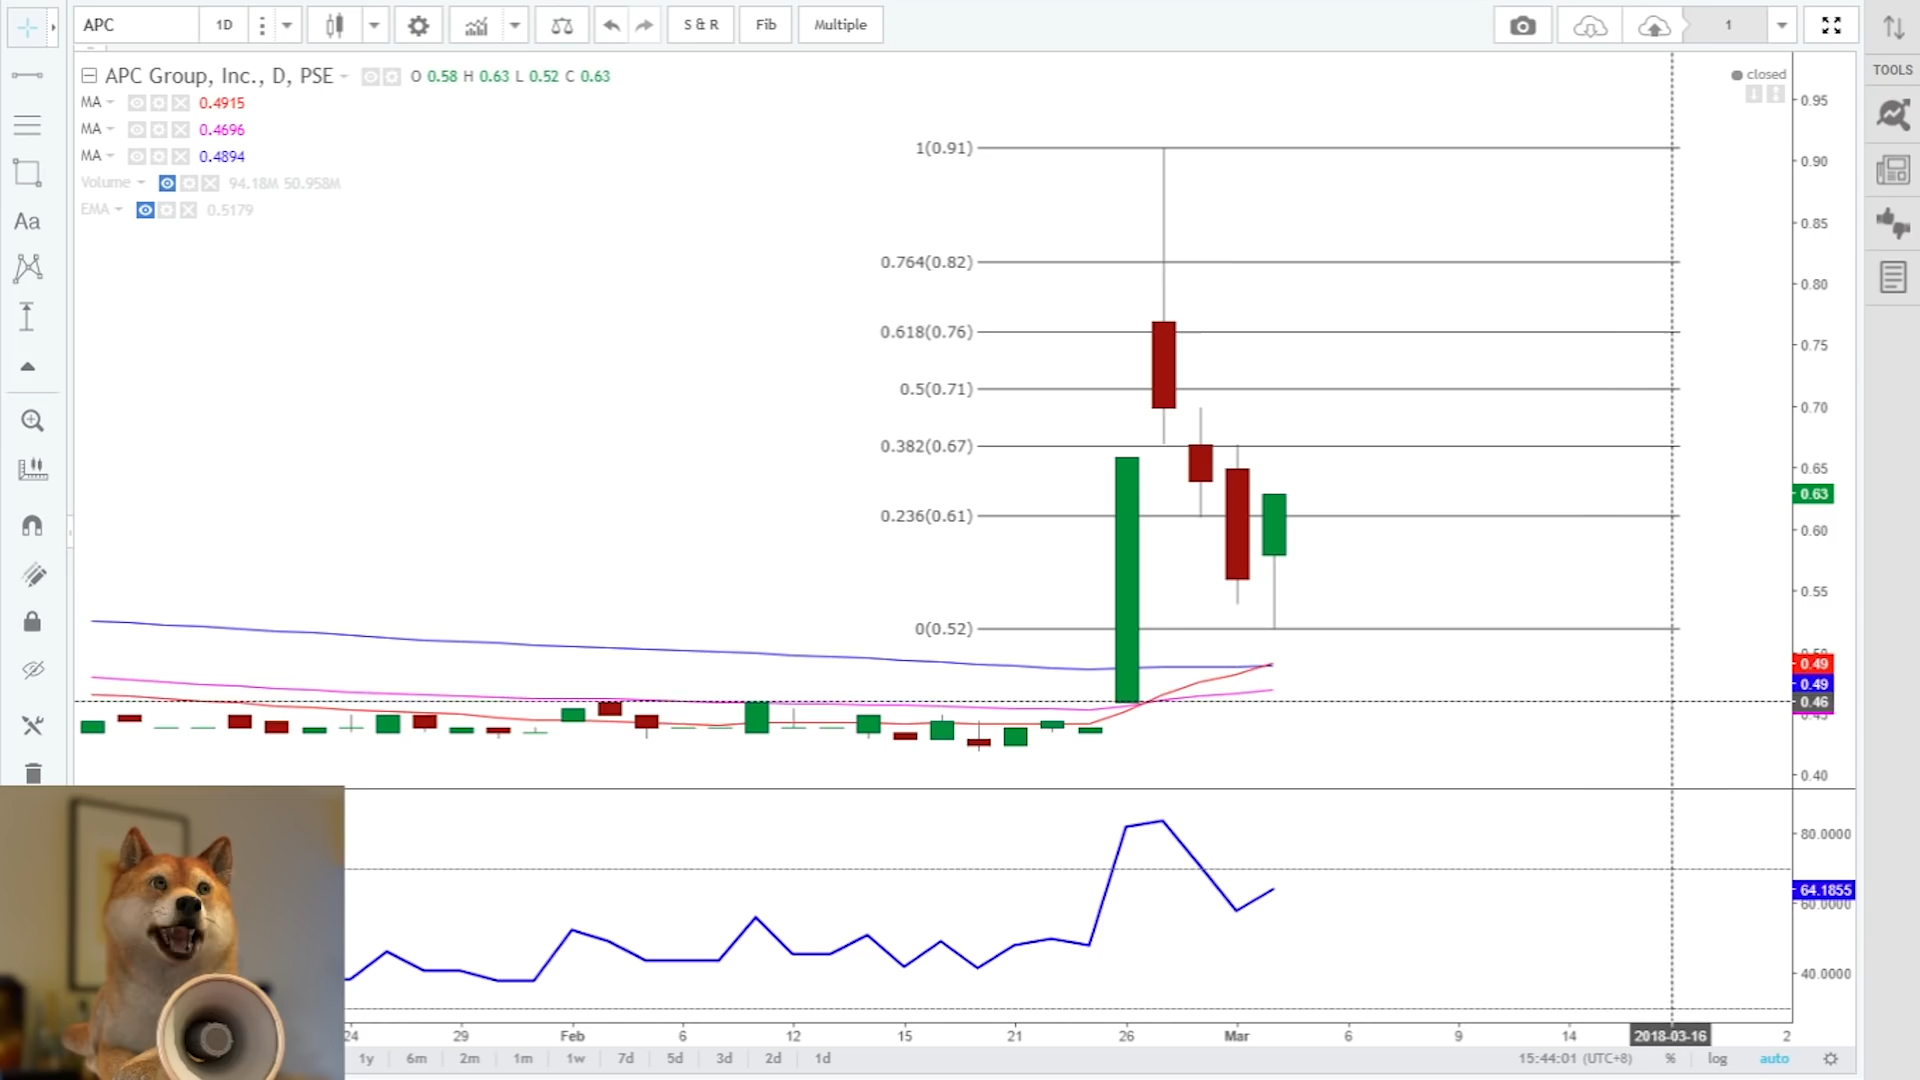 APC 1D S & R Fib Multiple 1
APC Group, Inc., D, PSE O 0.58 H 0.63 L 0.52 C 0.63
closed
TOOLS
MA 0.4915
MA 0.4696
MA 0.4894
Volume 94.18M 50.958M
EMA 0.5179
Aa
1(0.91)
0.764(0.82)
0.618(0.76)
0.5(0.71)
0.382(0.67)
0.236(0.61)
0(0.52)
0.95
0.90
0.85
0.80
0.75
0.70
0.65
0.63
0.60
0.55
0.49
0.49
0.46
0.40
80.0000
64.1855
60.0000
40.0000
24 29 Feb 6 12 15 21 26 Mar 6 9 14 2018-03-16 2
1y 6m 2m 1m 1w 7d 5d 3d 2d 1d 15:44:01 (UTC+8) % log auto